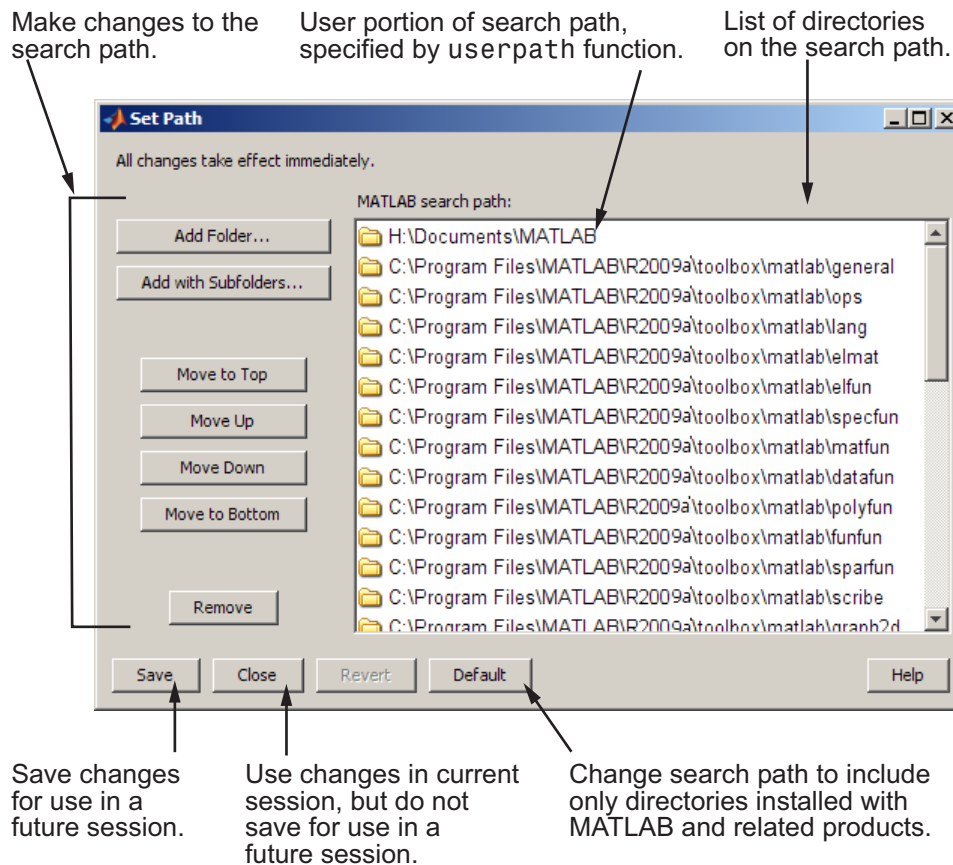 Make changes to the
search path.
User portion of search path,
specified by userpath function.
List of directories
on the search path.
Set Path
All changes take effect immediately.
MATLAB search path:
Add Folder...
Add with Subfolders...
Move to Top
Move Up
Move Down
Move to Bottom
Remove
H:\Documents\MATLAB
C:\Program Files\MATLAB\R2009a\toolbox\matlab\general
C:\Program Files\MATLAB\R2009a\toolbox\matlab\ops
C:\Program Files\MATLAB\R2009a\toolbox\matlab\lang
C:\Program Files\MATLAB\R2009a\toolbox\matlab\elmat
C:\Program Files\MATLAB\R2009a\toolbox\matlab\elfun
C:\Program Files\MATLAB\R2009a\toolbox\matlab\specfun
C:\Program Files\MATLAB\R2009a\toolbox\matlab\matfun
C:\Program Files\MATLAB\R2009a\toolbox\matlab\datafun
C:\Program Files\MATLAB\R2009a\toolbox\matlab\polyfun
C:\Program Files\MATLAB\R2009a\toolbox\matlab\funfun
C:\Program Files\MATLAB\R2009a\toolbox\matlab\sparfun
C:\Program Files\MATLAB\R2009a\toolbox\matlab\scribe
C:\Program Files\MATLAB\R2009a\toolbox\matlab\graph2d
Save
Close
Revert
Default
Help
Save changes
for use in a
future session.
Use changes in current
session, but do not
save for use in a
future session.
Change search path to include
only directories installed with
MATLAB and related products.